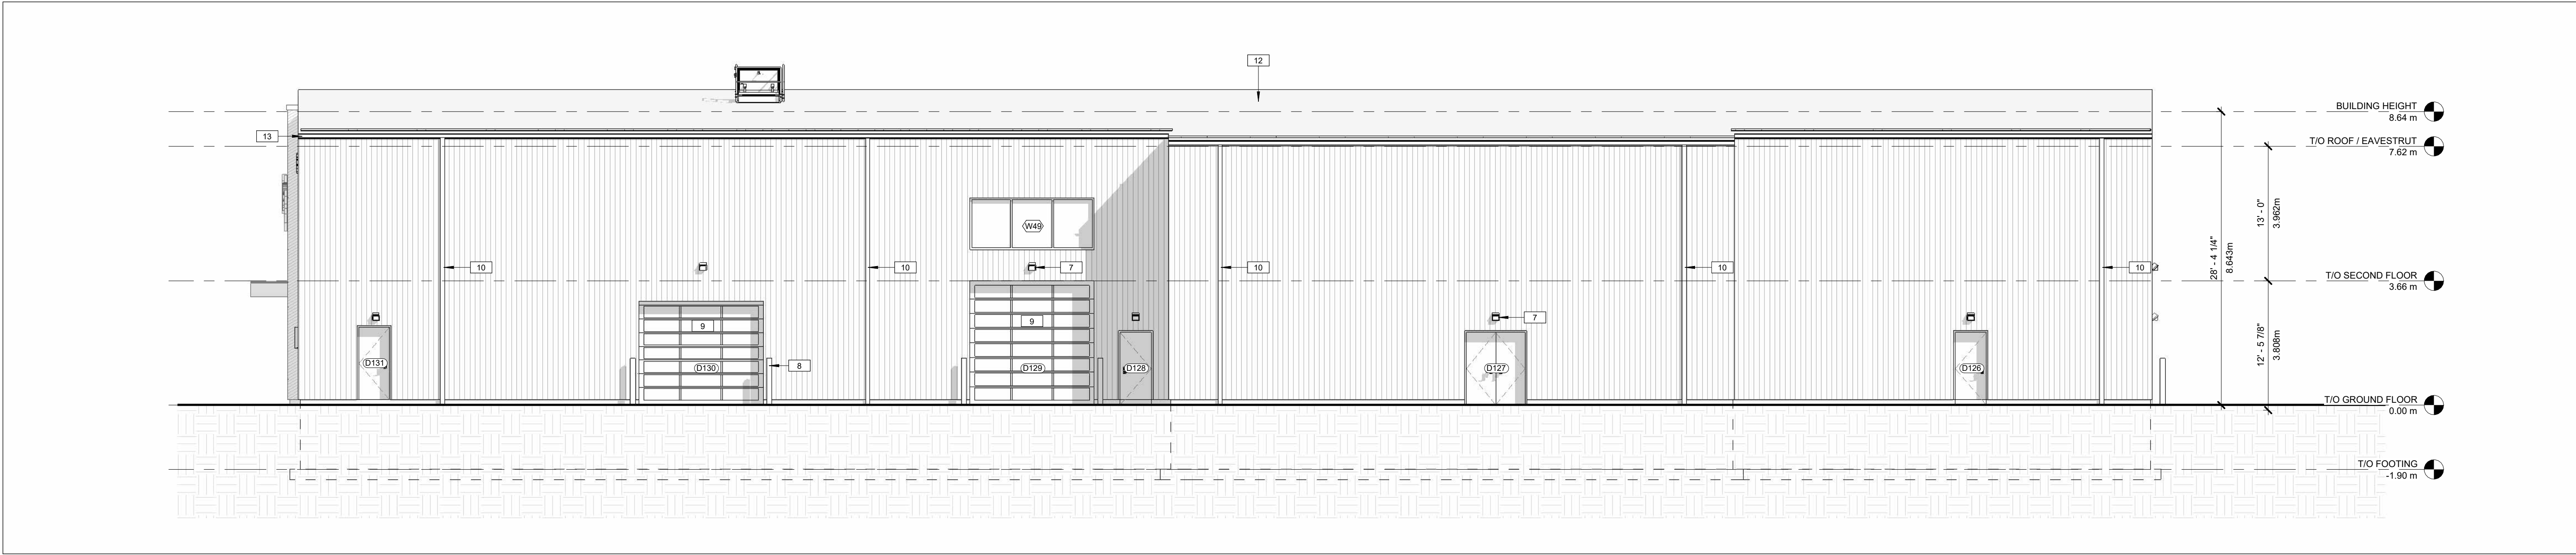 12
BUILDING HEIGHT
8.64 m
13
T/O ROOF / EAVESTRUT
7.62 m
W49
13' - 0"
3.962m
28' - 4 1/4"
8.643m
10
10
7
10
10
10
T/O SECOND FLOOR
3.66 m
9
9
7
12' - 5 7/8"
3.808m
D131
D130
8
D129
D128
D127
D126
T/O GROUND FLOOR
0.00 m
T/O FOOTING
-1.90 m